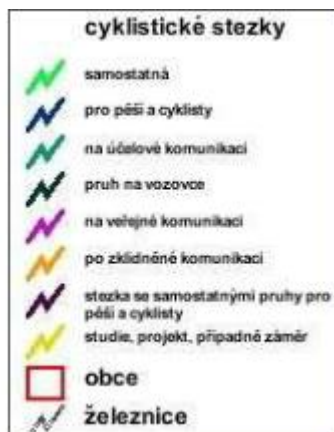 cyklistické stezky
samostatná
pro pěší a cyklisty
na účelové komunikaci
pruh na vozovce
na veřejné komunikaci
po zklidněné komunikaci
stezka se samostatnými pruhy pro
pěší a cyklisty
studie, projekt, případně záměr
obce
železnice